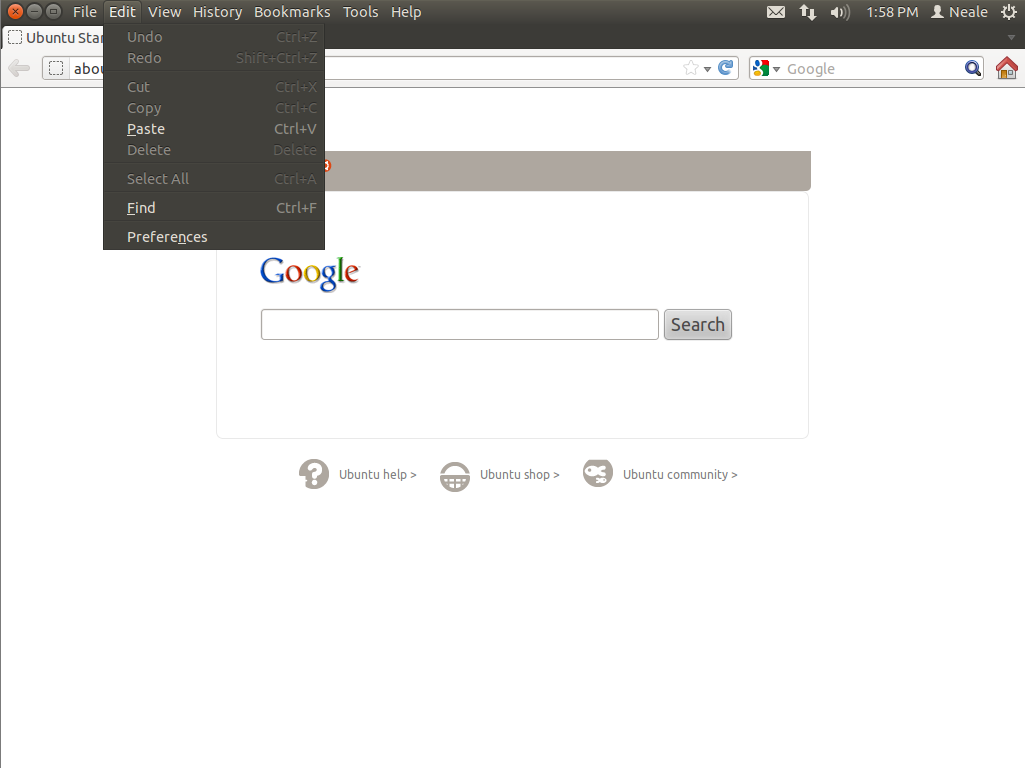 File Edit View History Bookmarks Tools Help 1:58 PM Neale
Ubuntu Star
abou Google
Undo Ctrl+Z
Redo Shift+Ctrl+Z
Cut Ctrl+X
Copy Ctrl+C
Paste Ctrl+V
Delete Delete
Select All Ctrl+A
Find Ctrl+F
Preferences
Google
Search
Ubuntu help > Ubuntu shop > Ubuntu community >